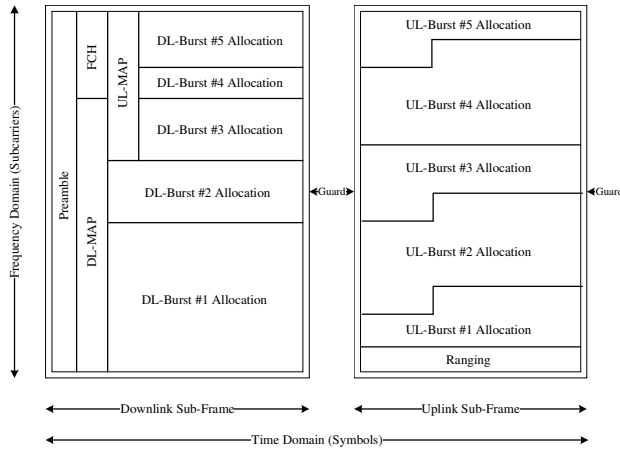 Frequency Domain (Subcarriers)
Preamble
FCH
DL-MAP
UL-MAP
DL-Burst #5 Allocation
DL-Burst #4 Allocation
DL-Burst #3 Allocation
DL-Burst #2 Allocation
DL-Burst #1 Allocation
Guard
UL-Burst #5 Allocation
UL-Burst #4 Allocation
UL-Burst #3 Allocation
UL-Burst #2 Allocation
UL-Burst #1 Allocation
Ranging
Guard
Downlink Sub-Frame
Uplink Sub-Frame
Time Domain (Symbols)